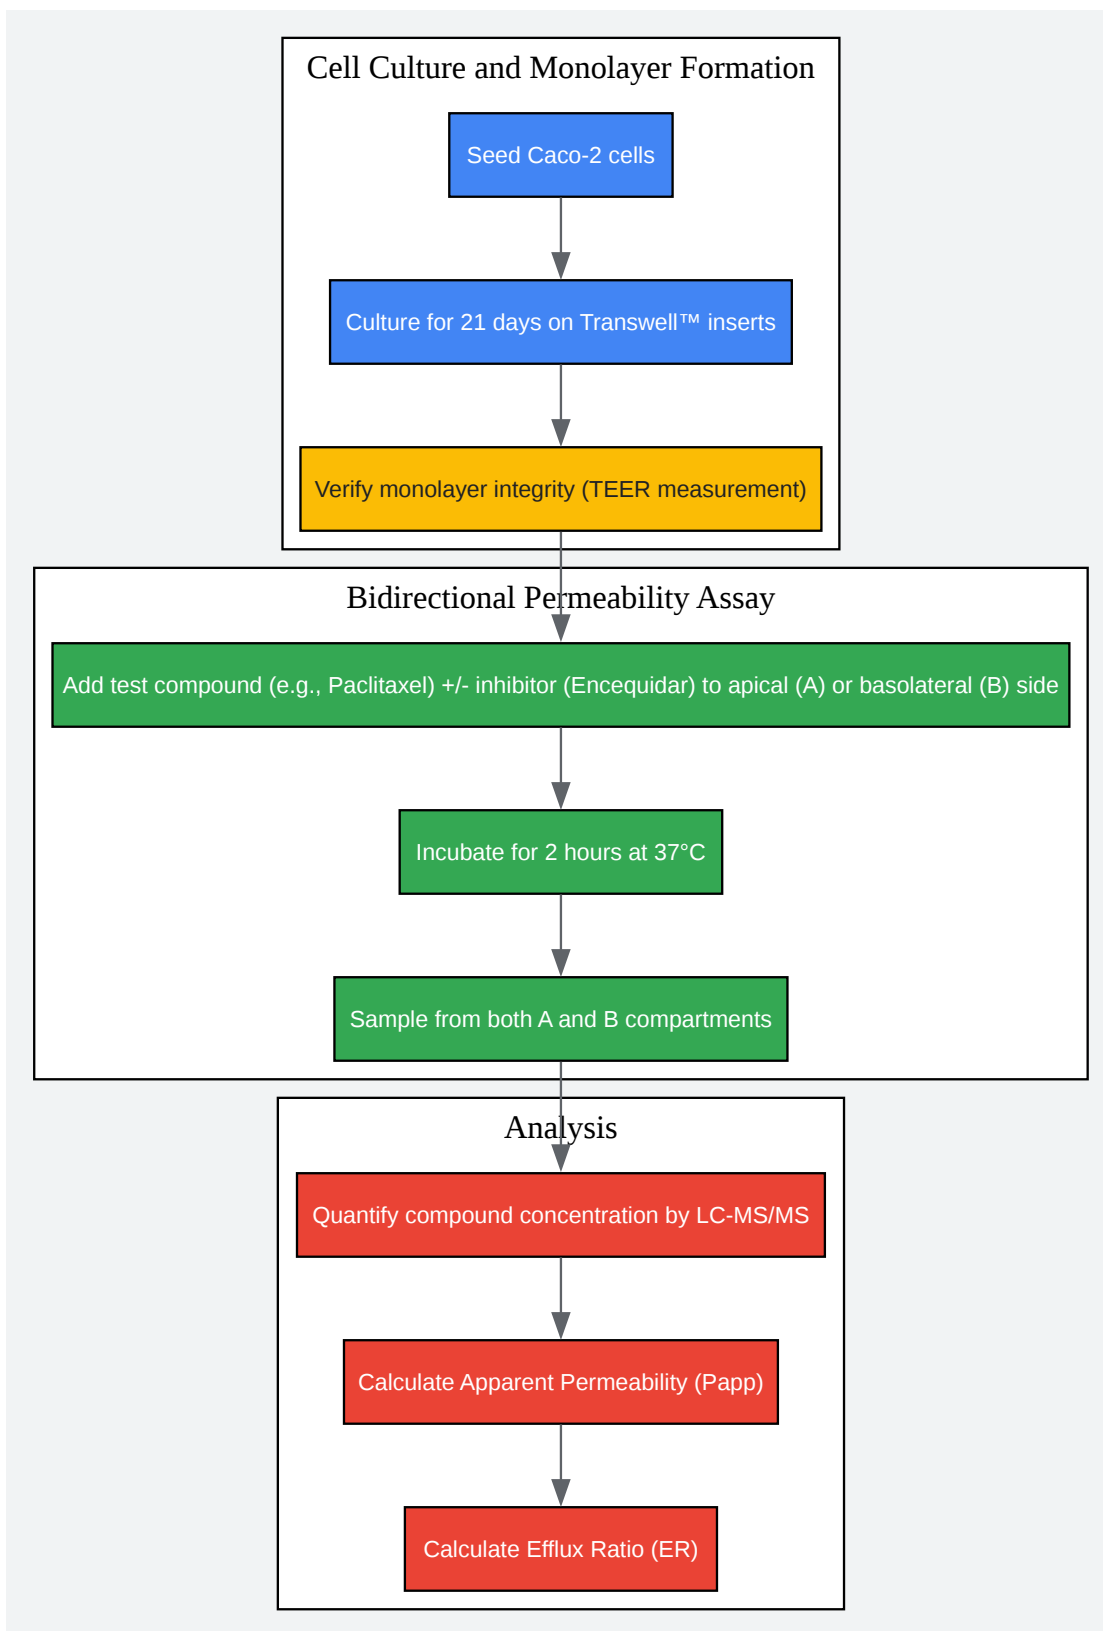 Cell Culture and Monolayer Formation
Seed Caco-2 cells
Culture for 21 days on Transwell™ inserts
Verify monolayer integrity (TEER measurement)
Bidirectional Permeability Assay
Add test compound (e.g., Paclitaxel) +/- inhibitor (Encequidar) to apical (A) or basolateral (B) side
Incubate for 2 hours at 37°C
Sample from both A and B compartments
Analysis
Quantify compound concentration by LC-MS/MS
Calculate Apparent Permeability (Papp)
Calculate Efflux Ratio (ER)